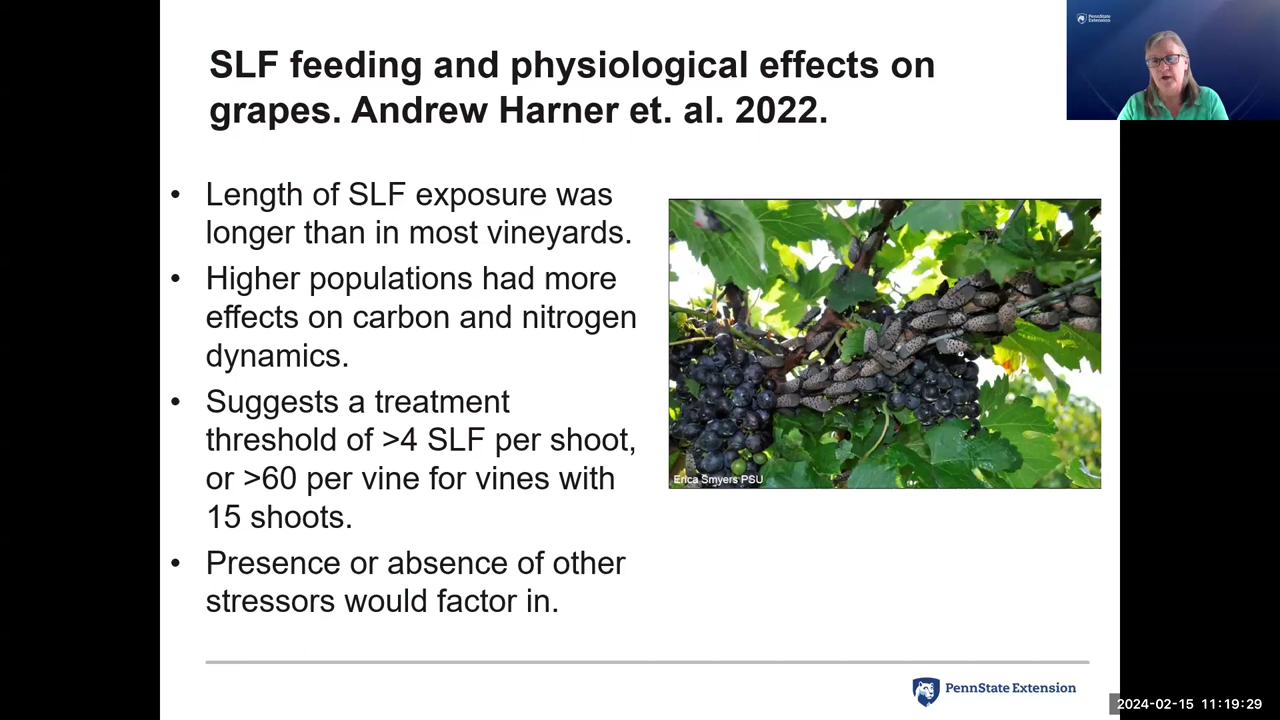 PennState
Extension
SLF feeding and physiological effects on
grapes. Andrew Harner et. al. 2022.
• Length of SLF exposure was
longer than in most vineyards.
• Higher populations had more
effects on carbon and nitrogen
dynamics.
• Suggests a treatment
threshold of >4 SLF per shoot,
or >60 per vine for vines with
15 shoots.
• Presence or absence of other
stressors would factor in.
Erica Smyers PSU
PennState Extension
2024-02-15 11:19:29